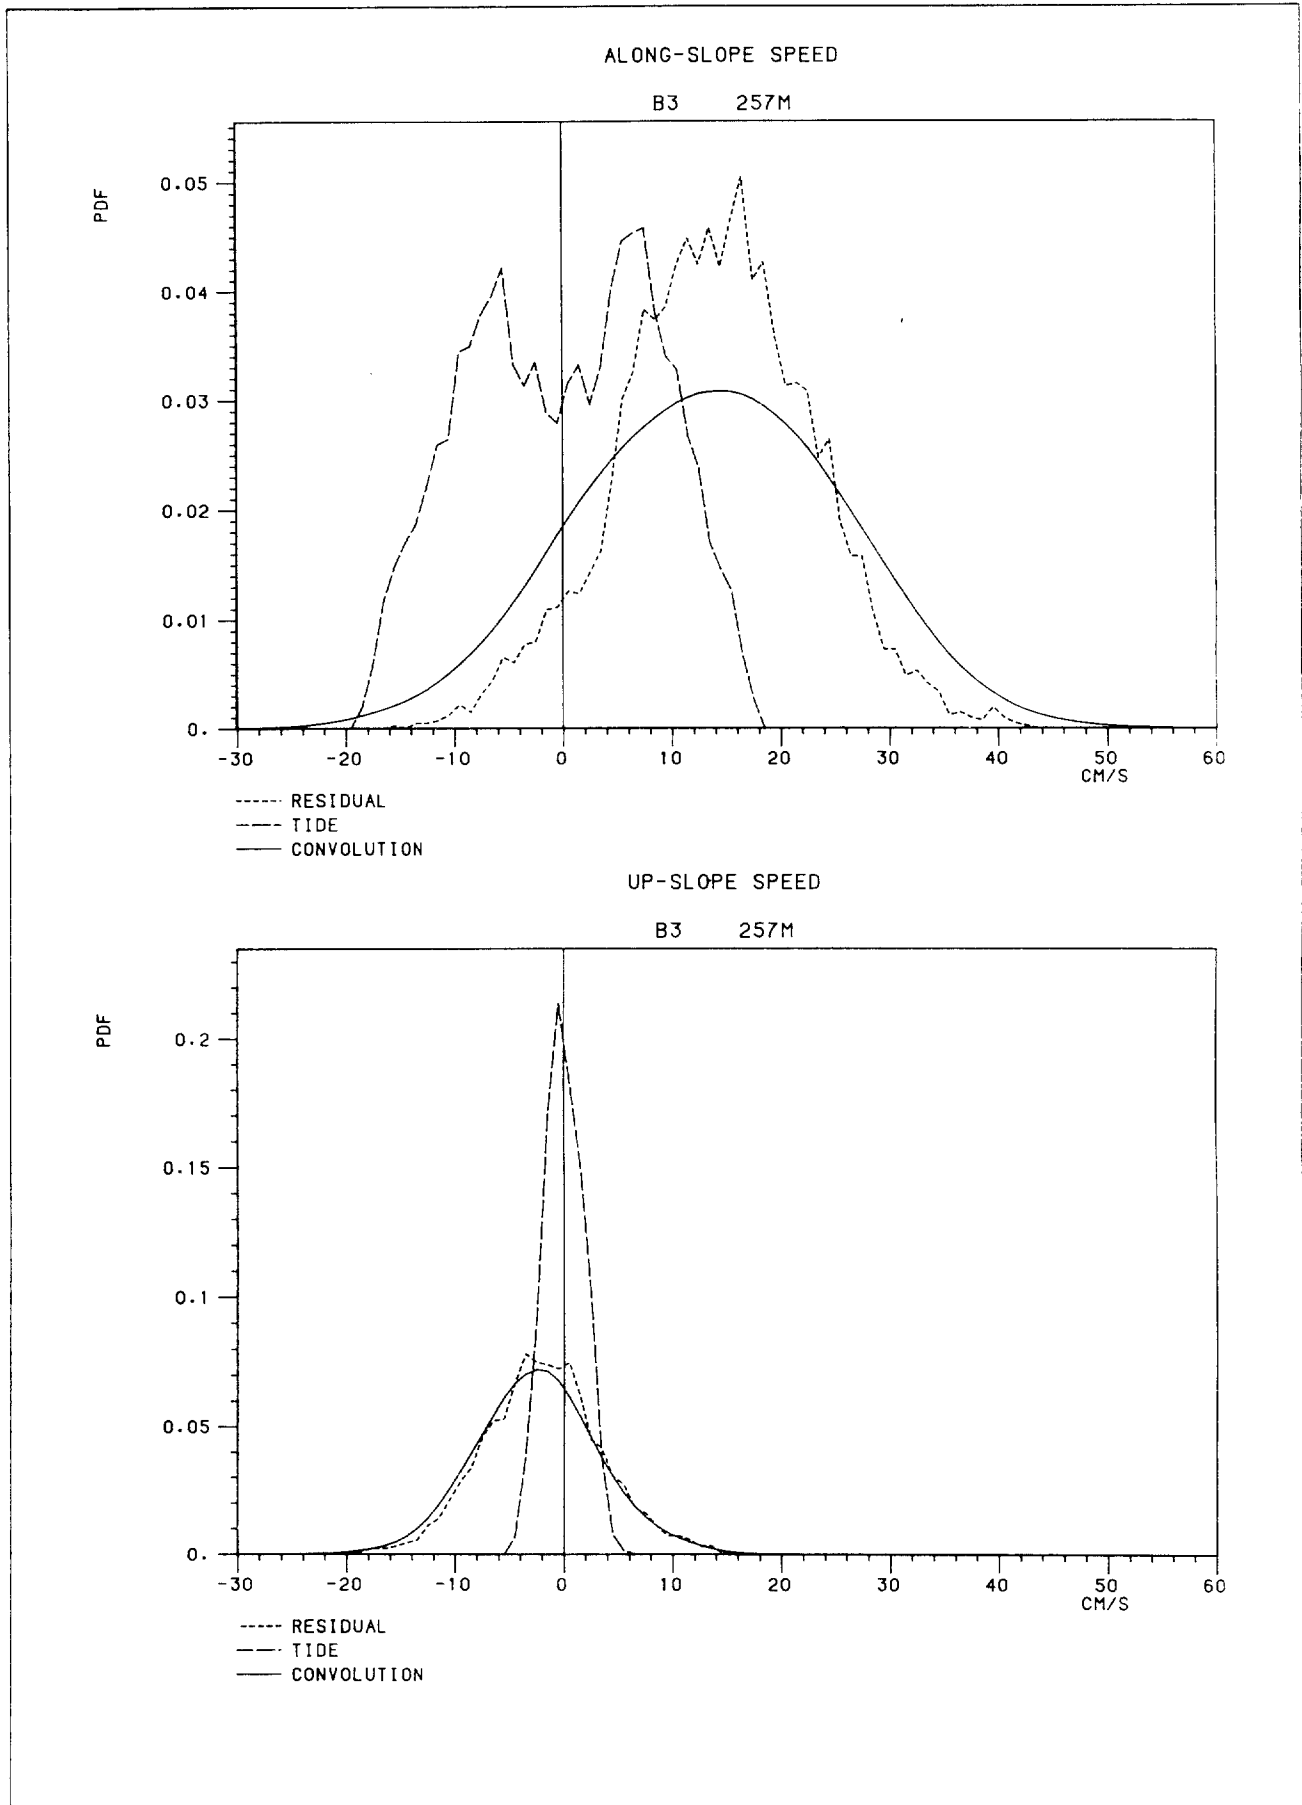 ALONG-SLOPE SPEED
B3 257M
PDF
0.05
0.04
0.03
0.02
0.01
0.
-30 -20 -10 0 10 20 30 40 50 60
CM/S
RESIDUAL
TIDE
CONVOLUTION
UP-SLOPE SPEED
B3 257M
PDF
0.2
0.15
0.1
0.05
0.
-30 -20 -10 0 10 20 30 40 50 60
CM/S
RESIDUAL
TIDE
CONVOLUTION